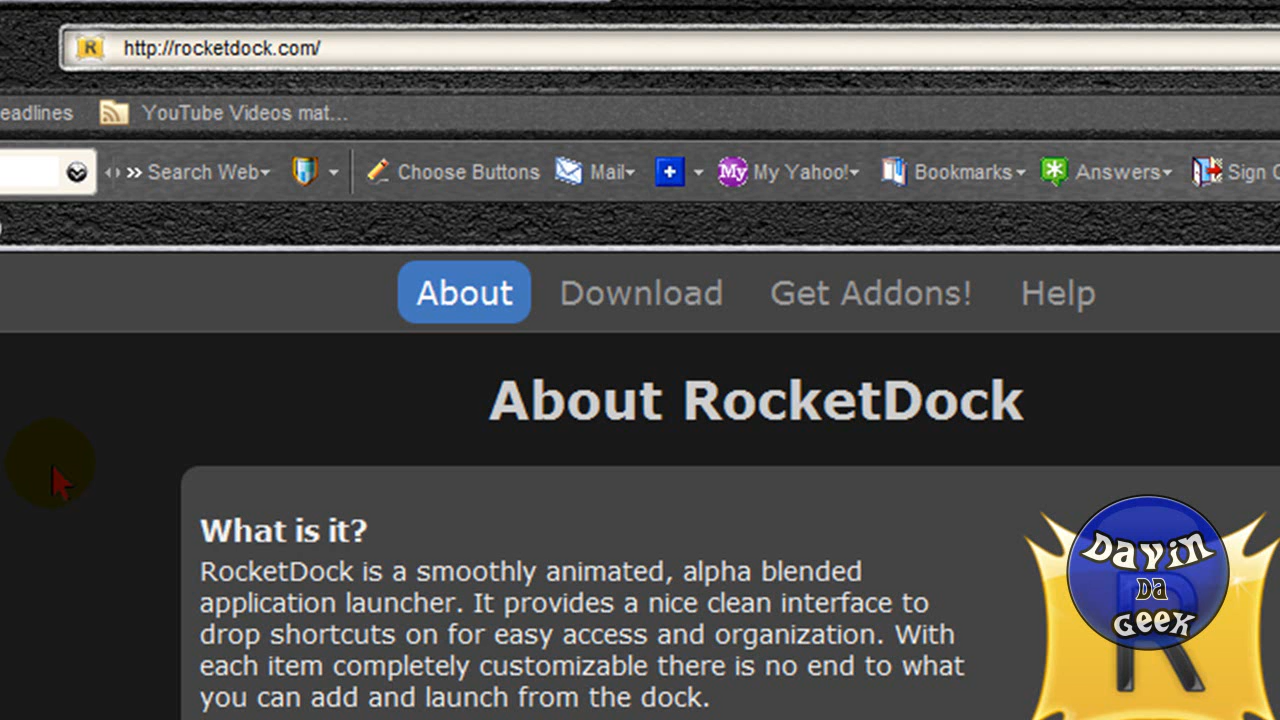 R http://rocketdock.com/
eadlines YouTube Videos mat...
Search Web Choose Buttons Mail My My Yahoo! Bookmarks Answers Sign
About Download Get Addons! Help
About RocketDock
What is it?
RocketDock is a smoothly animated, alpha blended
application launcher. It provides a nice clean interface to
drop shortcuts on for easy access and organization. With
each item completely customizable there is no end to what
you can add and launch from the dock.
Davin
Da
Geek
R